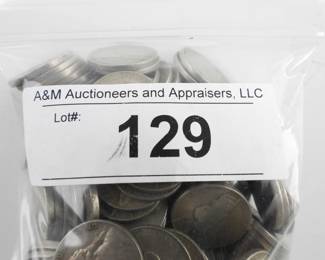 A&M Auctioneers and Appraisers, LLC
Lot#:
129